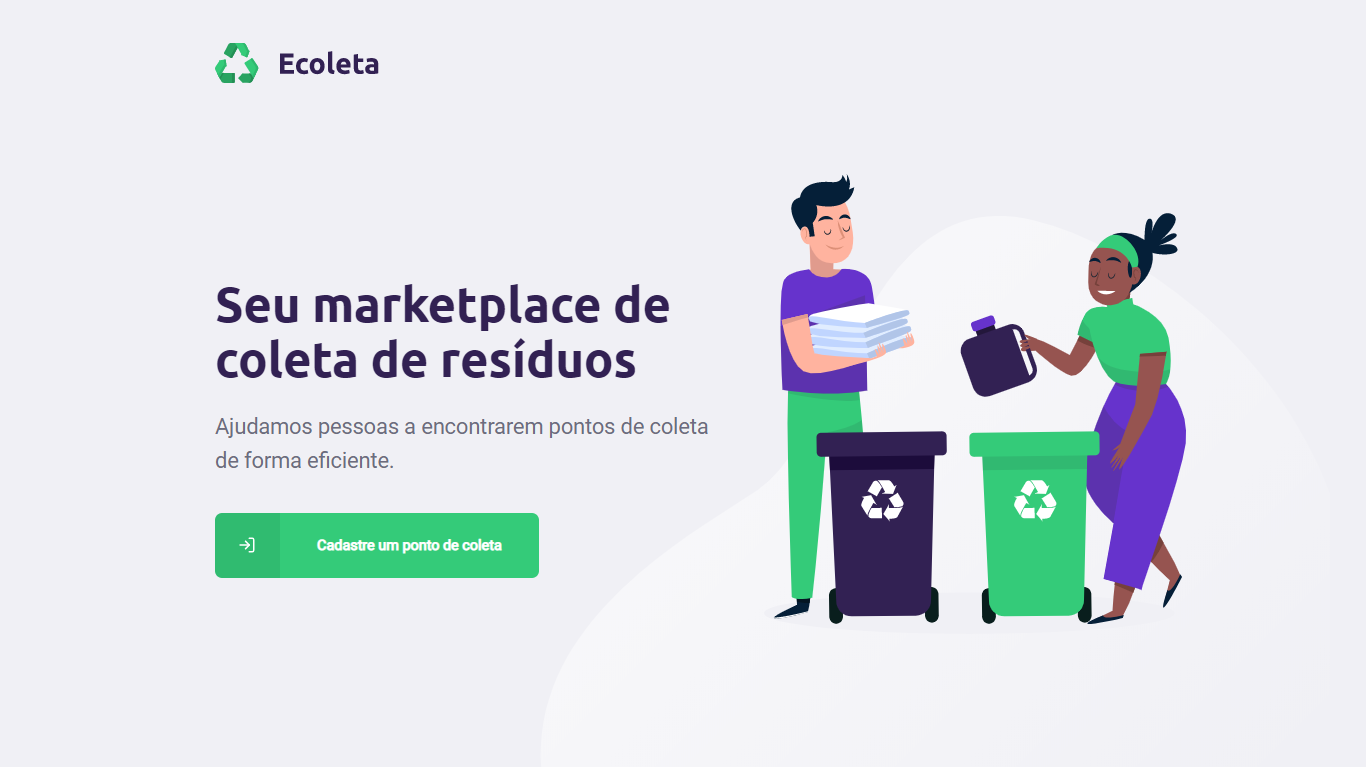 Ecoleta
Seu marketplace de
coleta de resíduos
Ajudamos pessoas a encontrarem pontos de coleta
de forma eficiente.
Cadastre um ponto de coleta